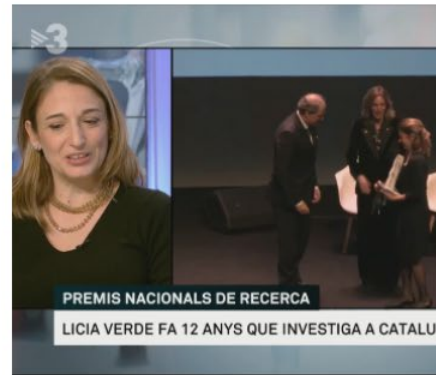 3
PREMIS NACIONALS DE RECERCA
LICIA VERDE FA 12 ANYS QUE INVESTIGA A CATALU